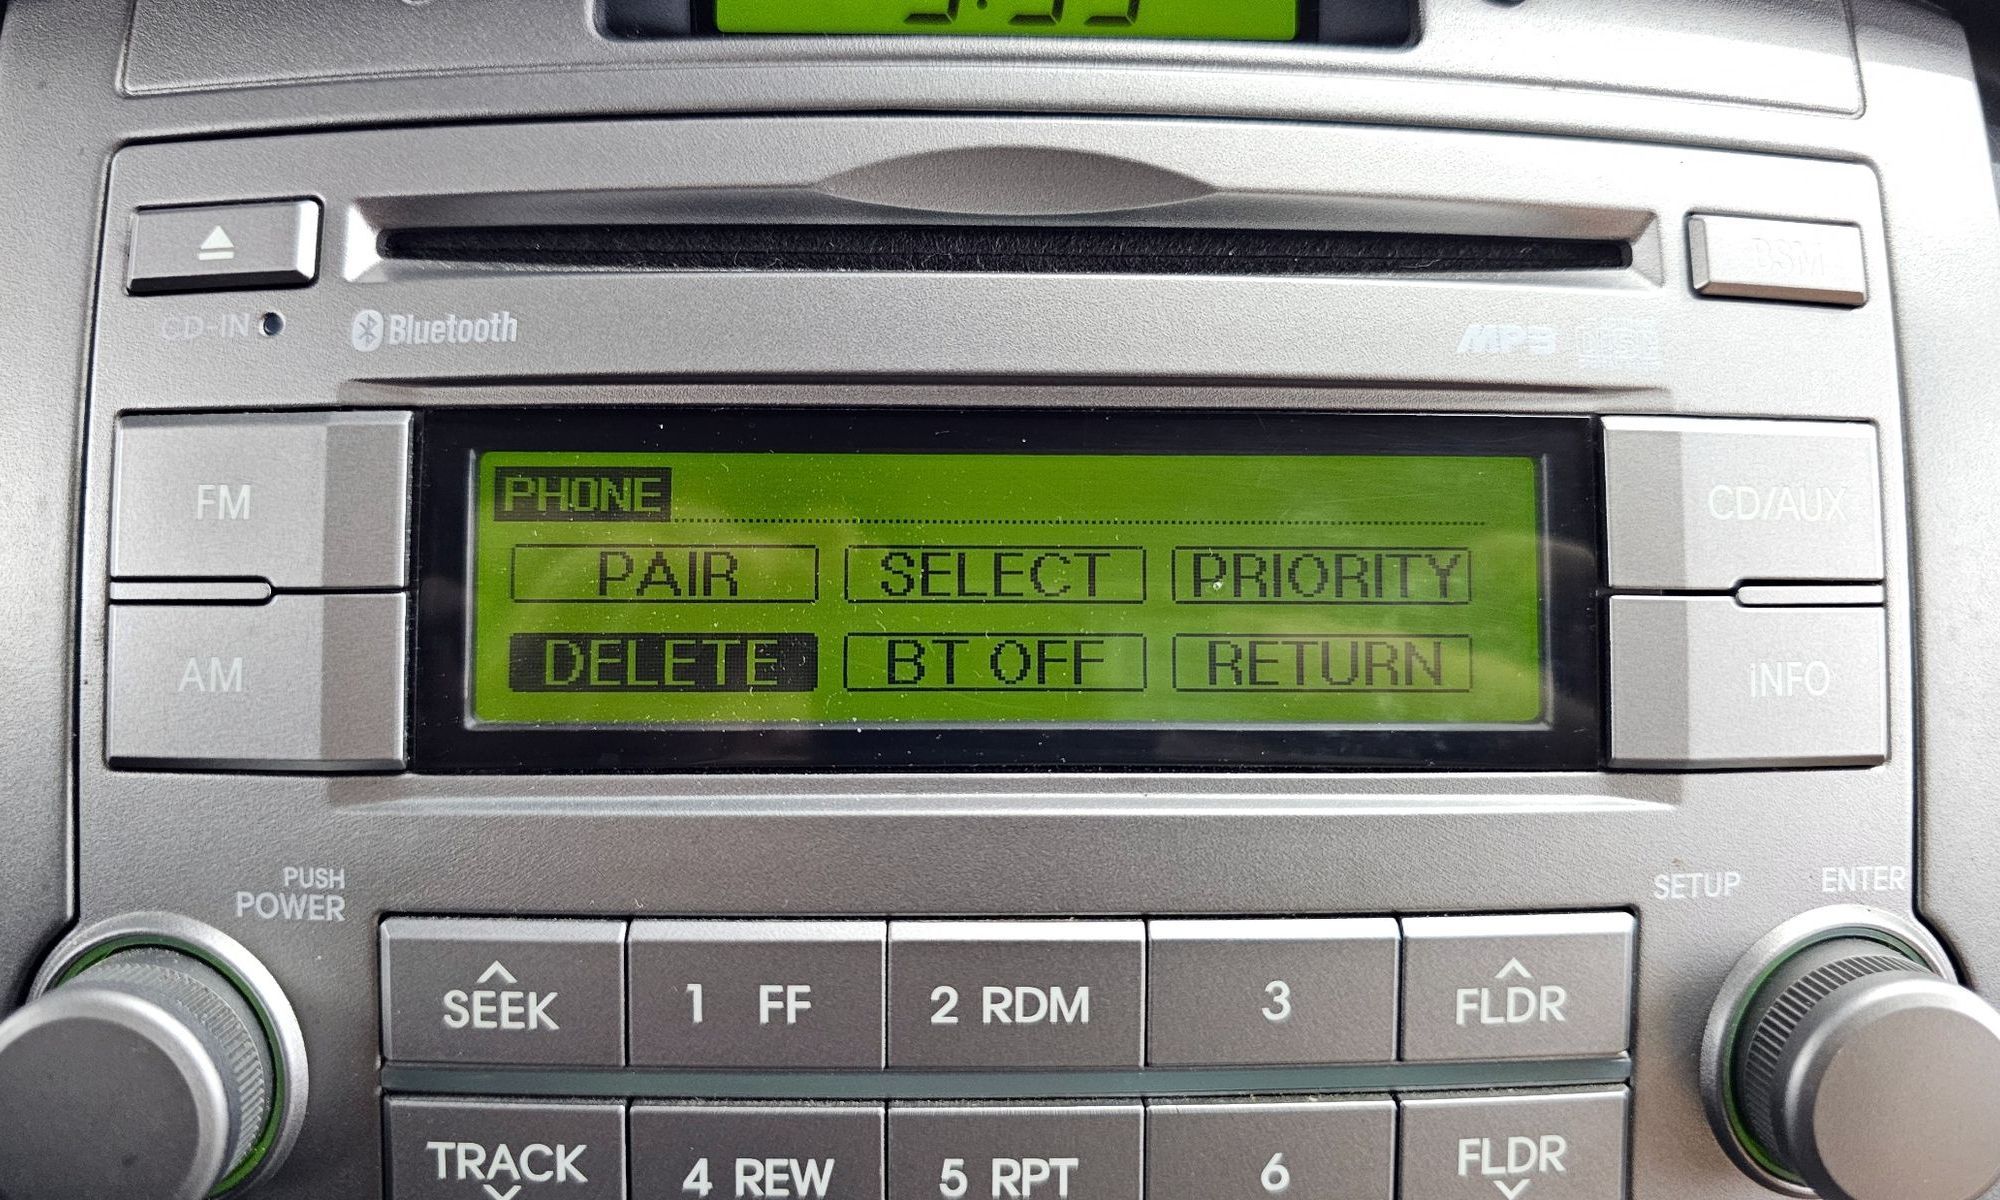 CD-IN
Bluetooth
MP3
FM
CD/AUX
AM
iNFO
PHONE
PAIR SELECT PRIORITY
DELETE BT OFF RETURN
PUSH
POWER
SETUP ENTER
SEEK 1 FF 2 RDM 3 FLDR
TRACK 4 REW 5 RPT 6 FLDR